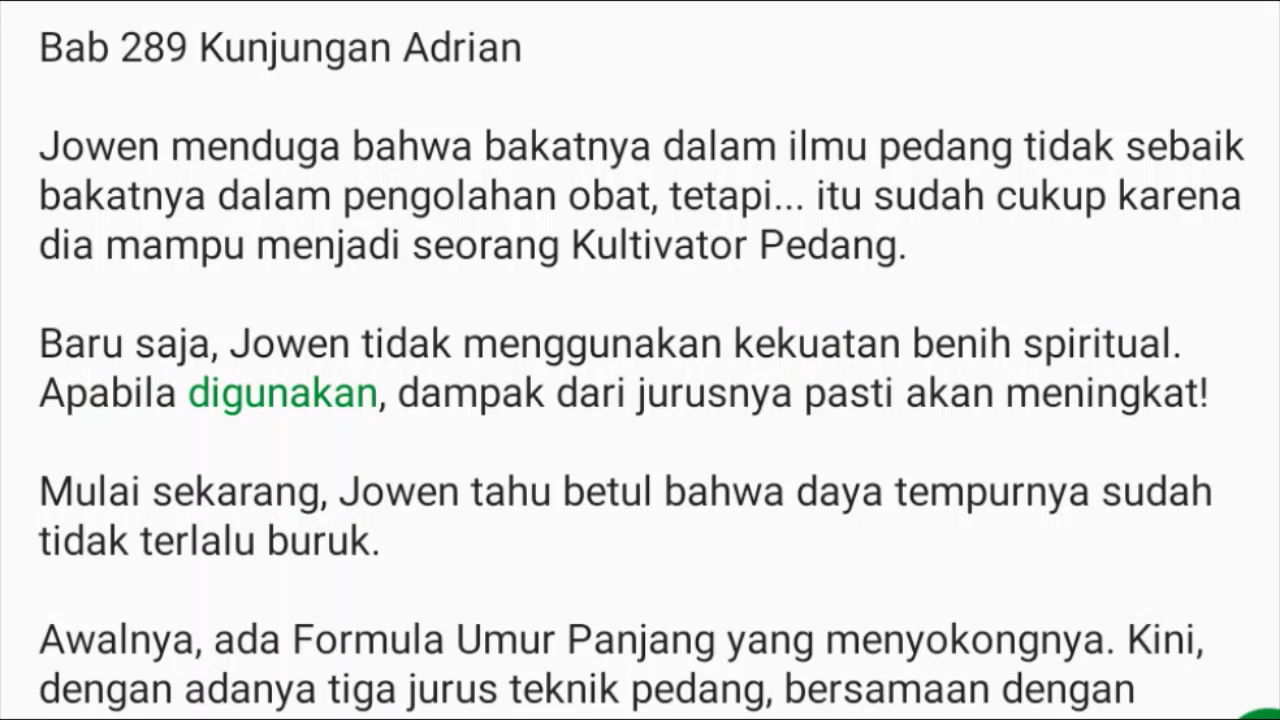 Bab 289 Kunjungan Adrian
Jowen menduga bahwa bakatnya dalam ilmu pedang tidak sebaik
bakatnya dalam pengolahan obat, tetapi... itu sudah cukup karena
dia mampu menjadi seorang Kultivator Pedang.
Baru saja, Jowen tidak menggunakan kekuatan benih spiritual.
Apabila digunakan, dampak dari jurusnya pasti akan meningkat!
Mulai sekarang, Jowen tahu betul bahwa daya tempurnya sudah
tidak terlalu buruk.
Awalnya, ada Formula Umur Panjang yang menyokongnya. Kini,
dengan adanya tiga jurus teknik pedang, bersamaan dengan